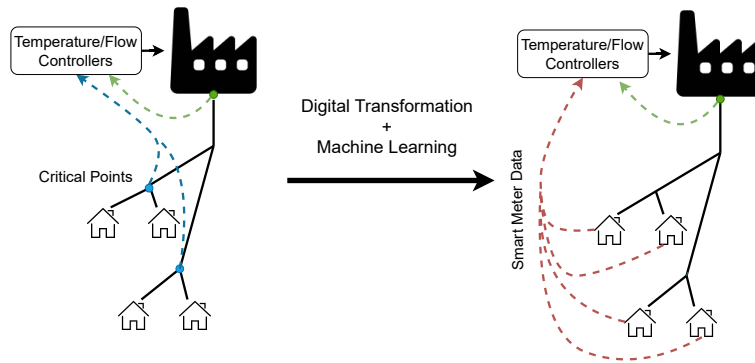 Temperature/Flow
Controllers
Critical Points
Digital Transformation
+
Machine Learning
Temperature/Flow
Controllers
Smart Meter Data